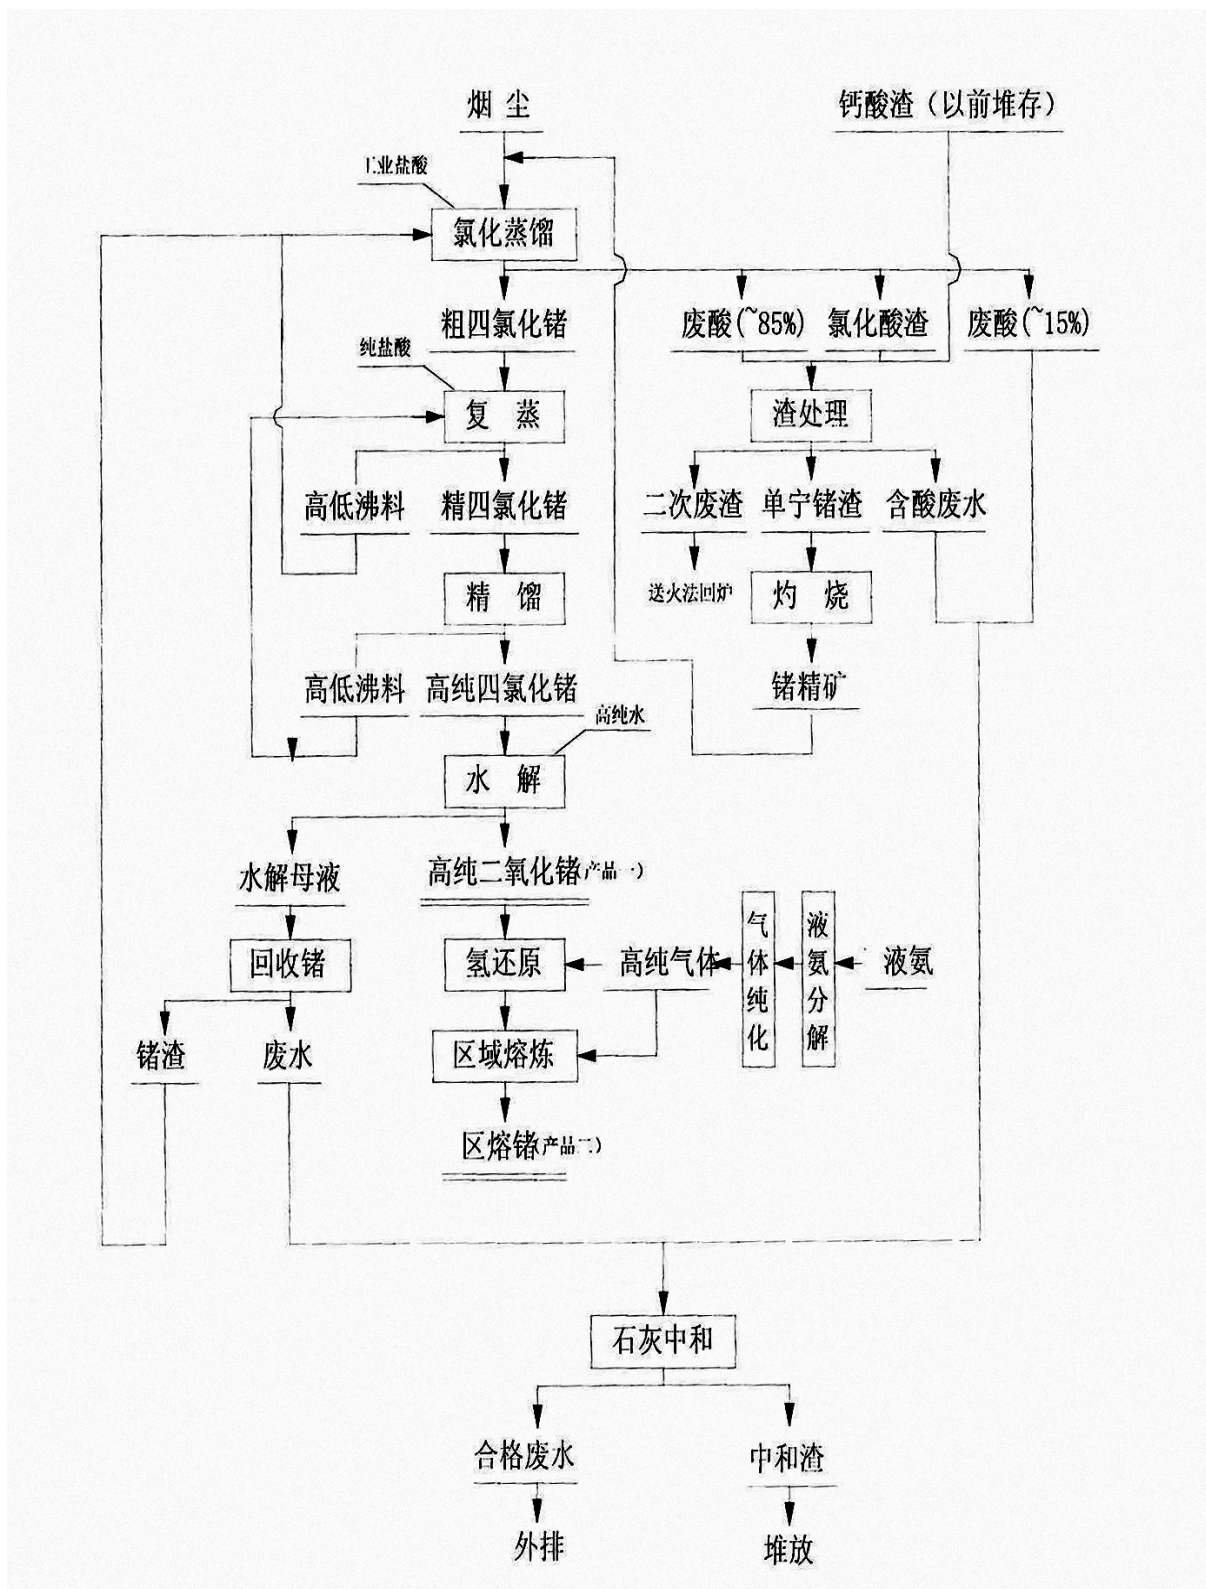 烟 尘
钙酸渣（以前堆存）
工业盐酸
氯化蒸馏
粗四氯化锗
废酸(~85%)
氯化酸渣
废酸(~15%)
纯盐酸
复 蒸
渣处理
高低沸料
精四氯化锗
二次废渣
单宁锗渣
含酸废水
精 馏
送火法回炉
灼 烧
高低沸料
高纯四氯化锗
锗精矿
高纯水
水 解
水解母液
高纯二氧化锗(产品一)
回收锗
氢还原
高纯气体
气体纯化
液氨分解
液氨
锗渣
废水
区域熔炼
区熔锗(产品二)
石灰中和
合格废水
中和渣
外排
堆放